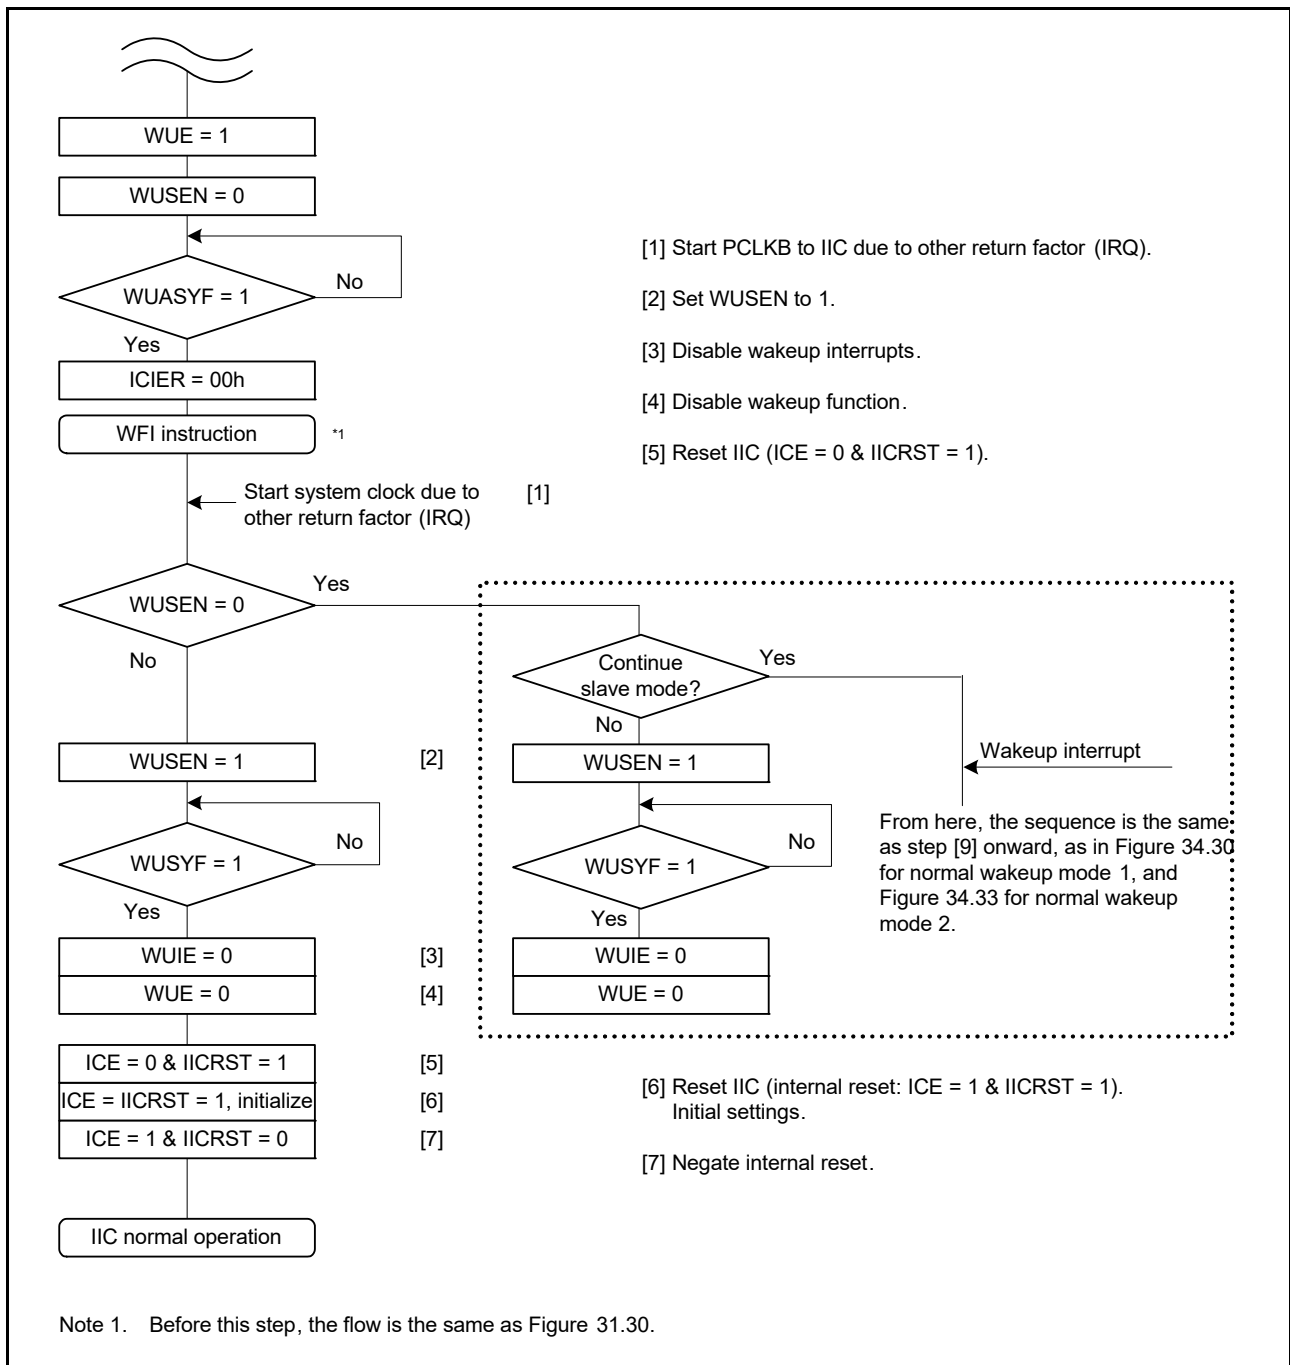 WUE = 1
WUSEN = 0
WUASYF = 1
No
Yes
ICIER = 00h
WFI instruction *1
[1] Start PCLKB to IIC due to other return factor (IRQ).
[2] Set WUSEN to 1.
[3] Disable wakeup interrupts.
[4] Disable wakeup function.
[5] Reset IIC (ICE = 0 & IICRST = 1).
Start system clock due to [1]
other return factor (IRQ)
WUSEN = 0
Yes
No
Continue
slave mode?
Yes
No
WUSEN = 1 [2]
WUSYF = 1
No
Yes
WUIE = 0 [3]
WUE = 0 [4]
WUSEN = 1
WUSYF = 1
No
Yes
WUIE = 0
WUE = 0
Wakeup interrupt
From here, the sequence is the same
as step [9] onward, as in Figure 34.30
for normal wakeup mode 1, and
Figure 34.33 for normal wakeup
mode 2.
ICE = 0 & IICRST = 1 [5]
ICE = IICRST = 1, initialize [6]
ICE = 1 & IICRST = 0 [7]
[6] Reset IIC (internal reset: ICE = 1 & IICRST = 1).
Initial settings.
[7] Negate internal reset.
IIC normal operation
Note 1. Before this step, the flow is the same as Figure 31.30.